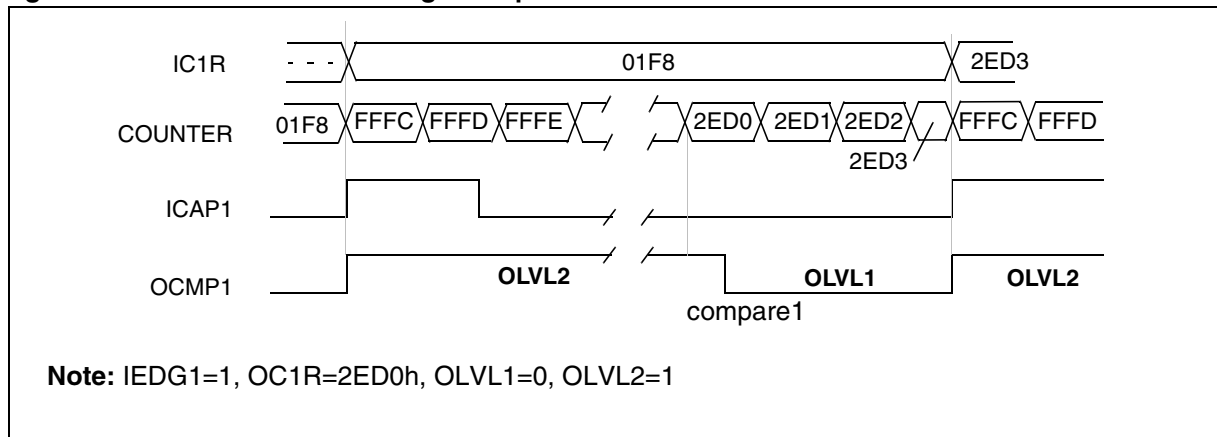 IC1R - - - 01F8 2ED3
COUNTER 01F8 FFFC FFFD FFFE 2ED0 2ED1 2ED2 FFFC FFFD
2ED3
ICAP1
OCMP1 OLVL2 OLVL1 OLVL2
compare1
Note: IEDG1=1, OC1R=2ED0h, OLVL1=0, OLVL2=1